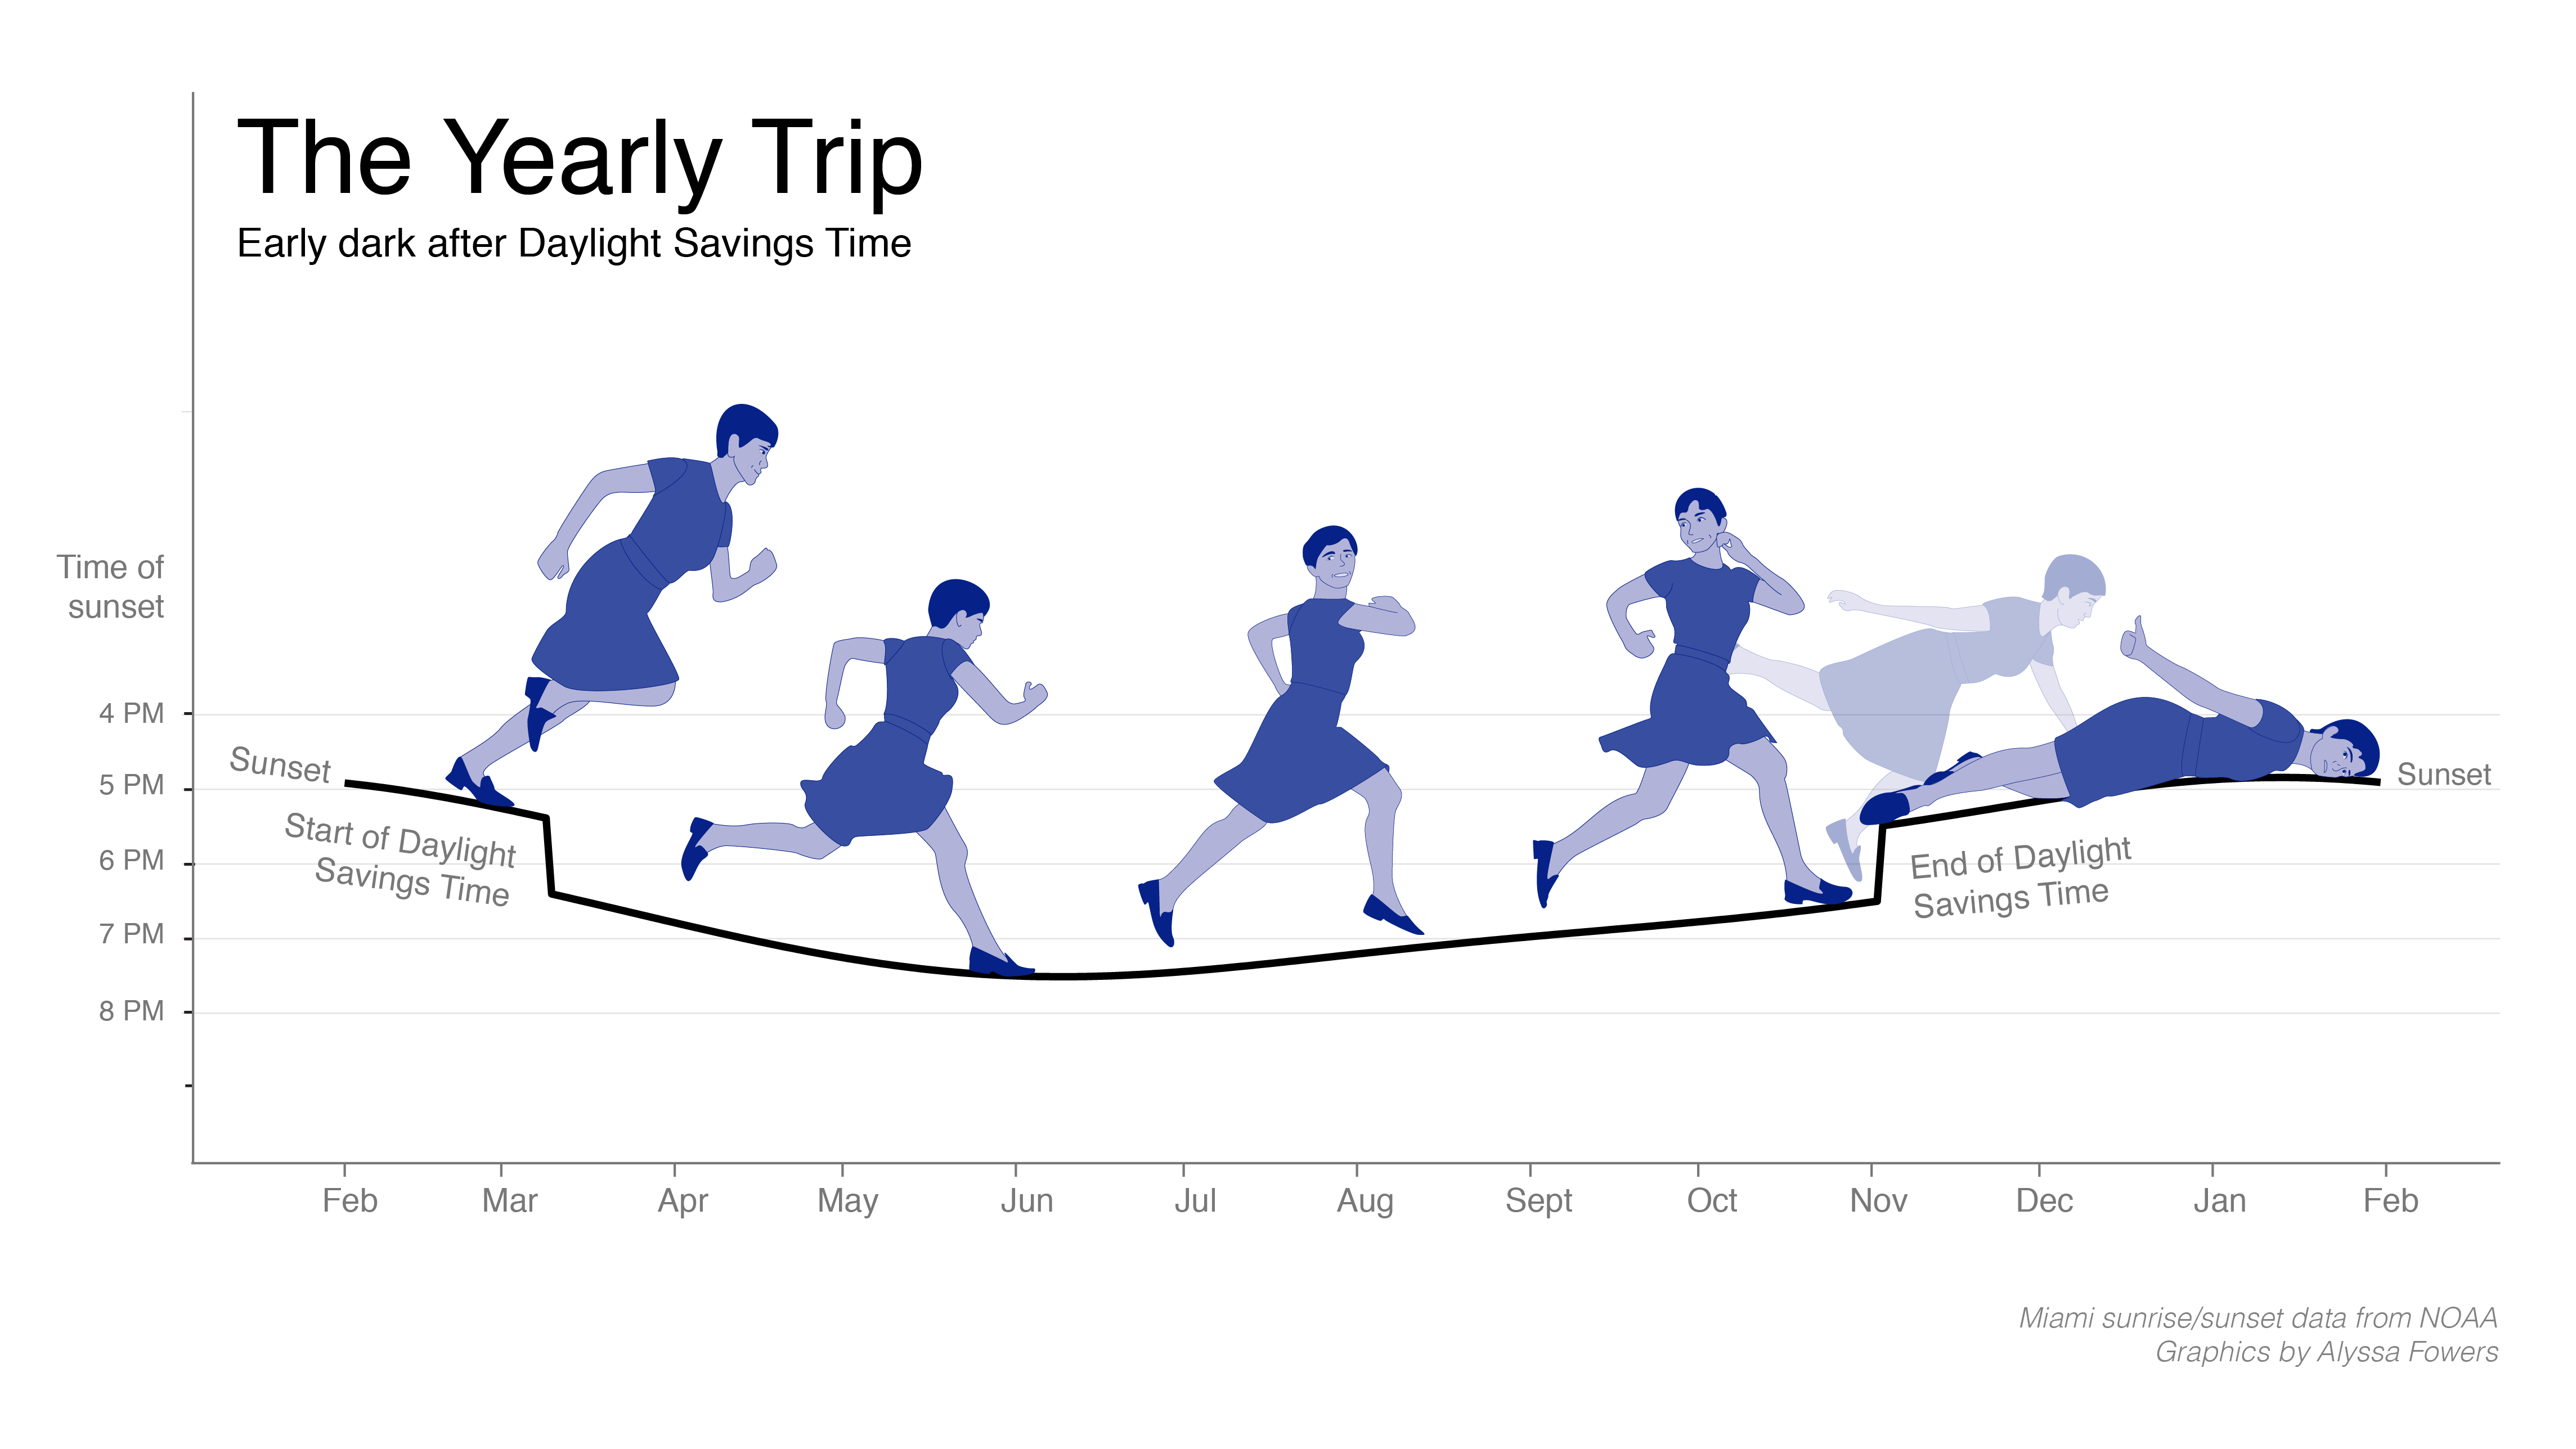 The Yearly Trip
Early dark after Daylight Savings Time
Time of
sunset
4 PM
5 PM
6 PM
7 PM
8 PM
Sunset
Start of Daylight
Savings Time
End of Daylight
Savings Time
Sunset
Feb
Mar
Apr
May
Jun
Jul
Aug
Sept
Oct
Nov
Dec
Jan
Feb
Miami sunrise/sunset data from NOAA
Graphics by Alyssa Fowers